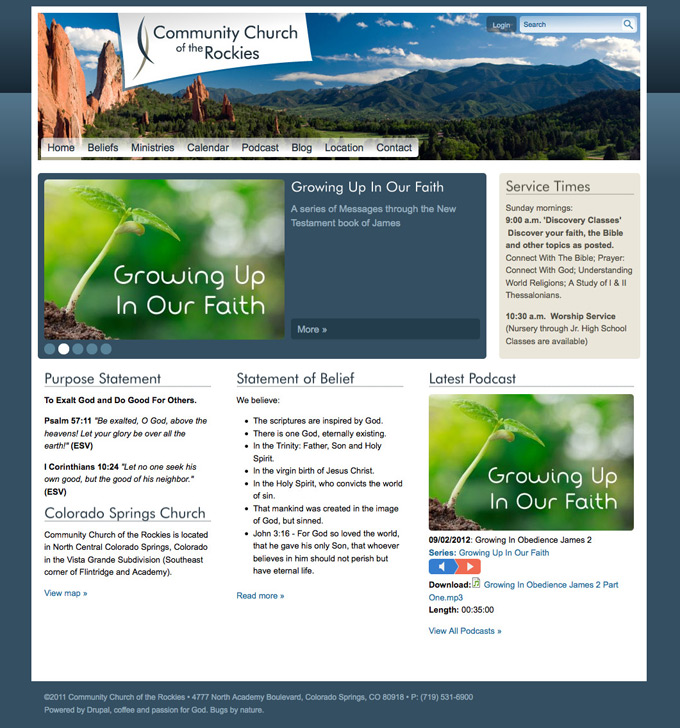 Community Church
of the Rockies
Login
Search
Home Beliefs Ministries Calendar Podcast Blog Location Contact
Growing Up
In Our Faith
Growing Up In Our Faith
A series of Messages through the New
Testament book of James
More »
Service Times
Sunday mornings:
9:00 a.m. 'Discovery Classes'
Discover your faith, the Bible
and other topics as posted.
Connect With The Bible; Prayer:
Connect With God; Understanding
World Religions; A Study of I & II
Thessalonians.
10:30 a.m. Worship Service
(Nursery through Jr. High School
Classes are available)
Purpose Statement
To Exalt God and Do Good For Others.
Psalm 57:11 "Be exalted, O God, above the
heavens! Let your glory be over all the
earth!" (ESV)
I Corinthians 10:24 "Let no one seek his
own good, but the good of his neighbor."
(ESV)
Colorado Springs Church
Community Church of the Rockies is located
in North Central Colorado Springs, Colorado
in the Vista Grande Subdivision (Southeast
corner of Flintridge and Academy).
View map »
Statement of Belief
We believe:
The scriptures are inspired by God.
There is one God, eternally existing.
In the Trinity: Father, Son and Holy
Spirit.
In the virgin birth of Jesus Christ.
In the Holy Spirit, who convicts the world
of sin.
That mankind was created in the image
of God, but sinned.
John 3:16 - For God so loved the world,
that he gave his only Son, that whoever
believes in him should not perish but
have eternal life.
Read more »
Latest Podcast
Growing Up
In Our Faith
09/02/2012: Growing In Obedience James 2
Series: Growing Up In Our Faith
Download: Growing In Obedience James 2 Part
One.mp3
Length: 00:35:00
View All Podcasts »
©2011 Community Church of the Rockies • 4777 North Academy Boulevard, Colorado Springs, CO 80918 • P: (719) 531-6900
Powered by Drupal, coffee and passion for God. Bugs by nature.